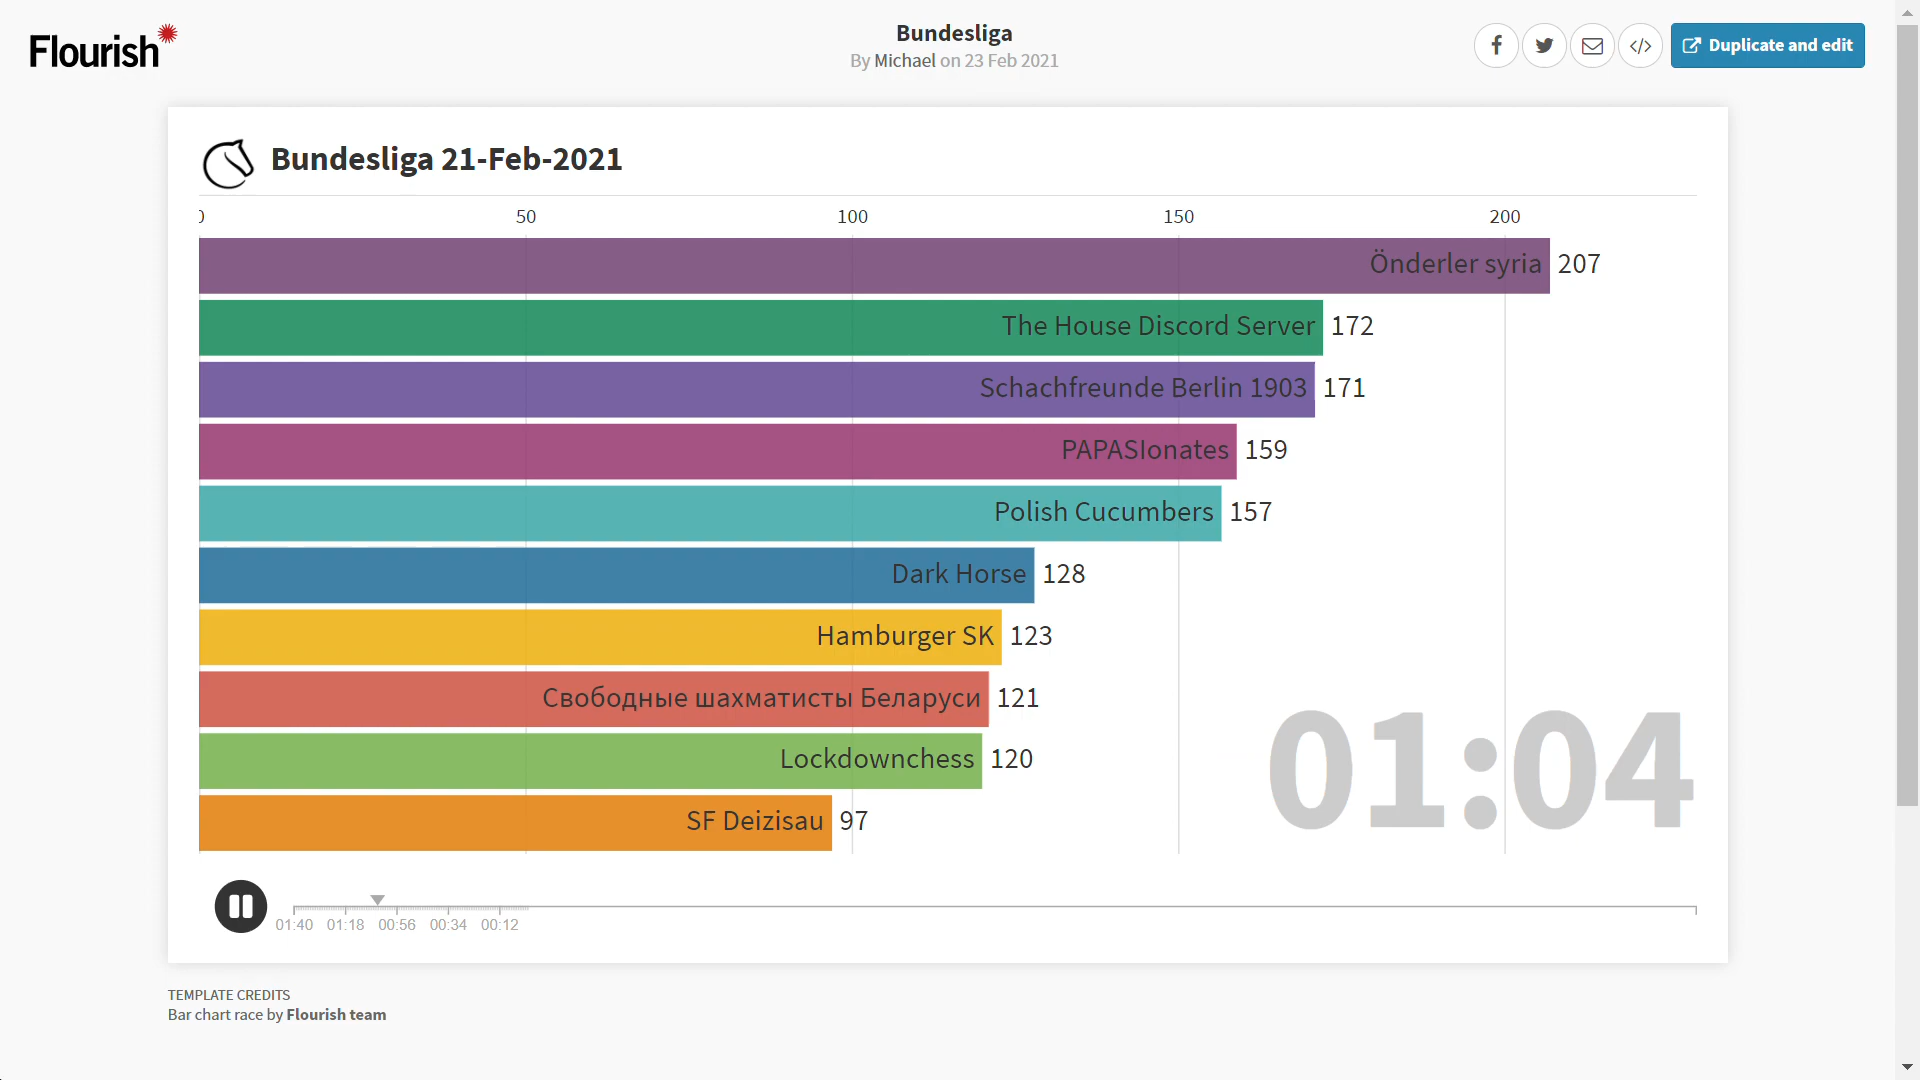 Flourish
Bundesliga
By Michael on 23 Feb 2021
Duplicate and edit
Bundesliga 21-Feb-2021
0 50 100 150 200
Önderler syria 207
The House Discord Server 172
Schachfreunde Berlin 1903 171
PAPASIonates 159
Polish Cucumbers 157
Dark Horse 128
Hamburger SK 123
Свободные шахматисты Беларуси 121
Lockdownchess 120
SF Deizisau 97
01:04
01:40 01:18 00:56 00:34 00:12
TEMPLATE CREDITS
Bar chart race by Flourish team